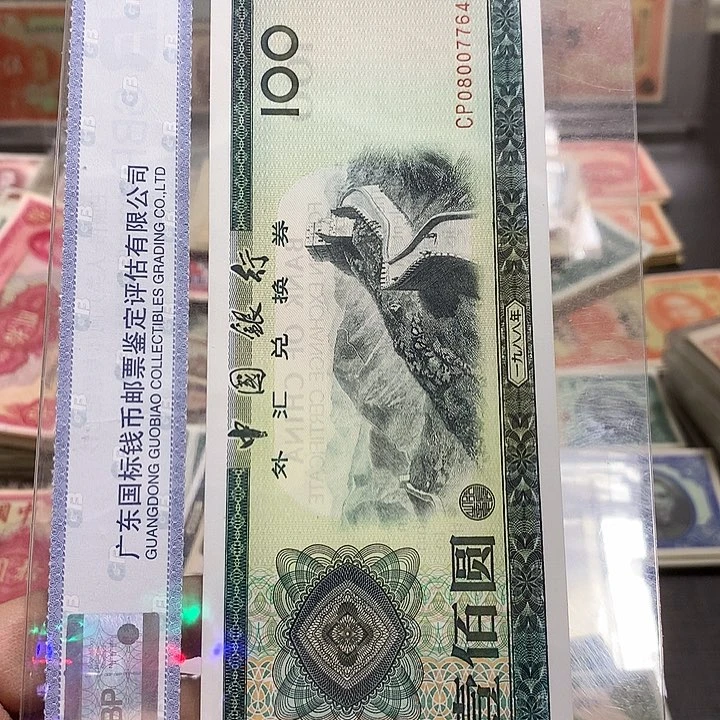 广东国标钱币邮票鉴定评估有限公司
GUANGDONG GUOBIAO COLLECTIBLES GRADING CO.,LTD
中國銀行
外汇兑换券
100
CP08007764
一九八八年
壹佰圆